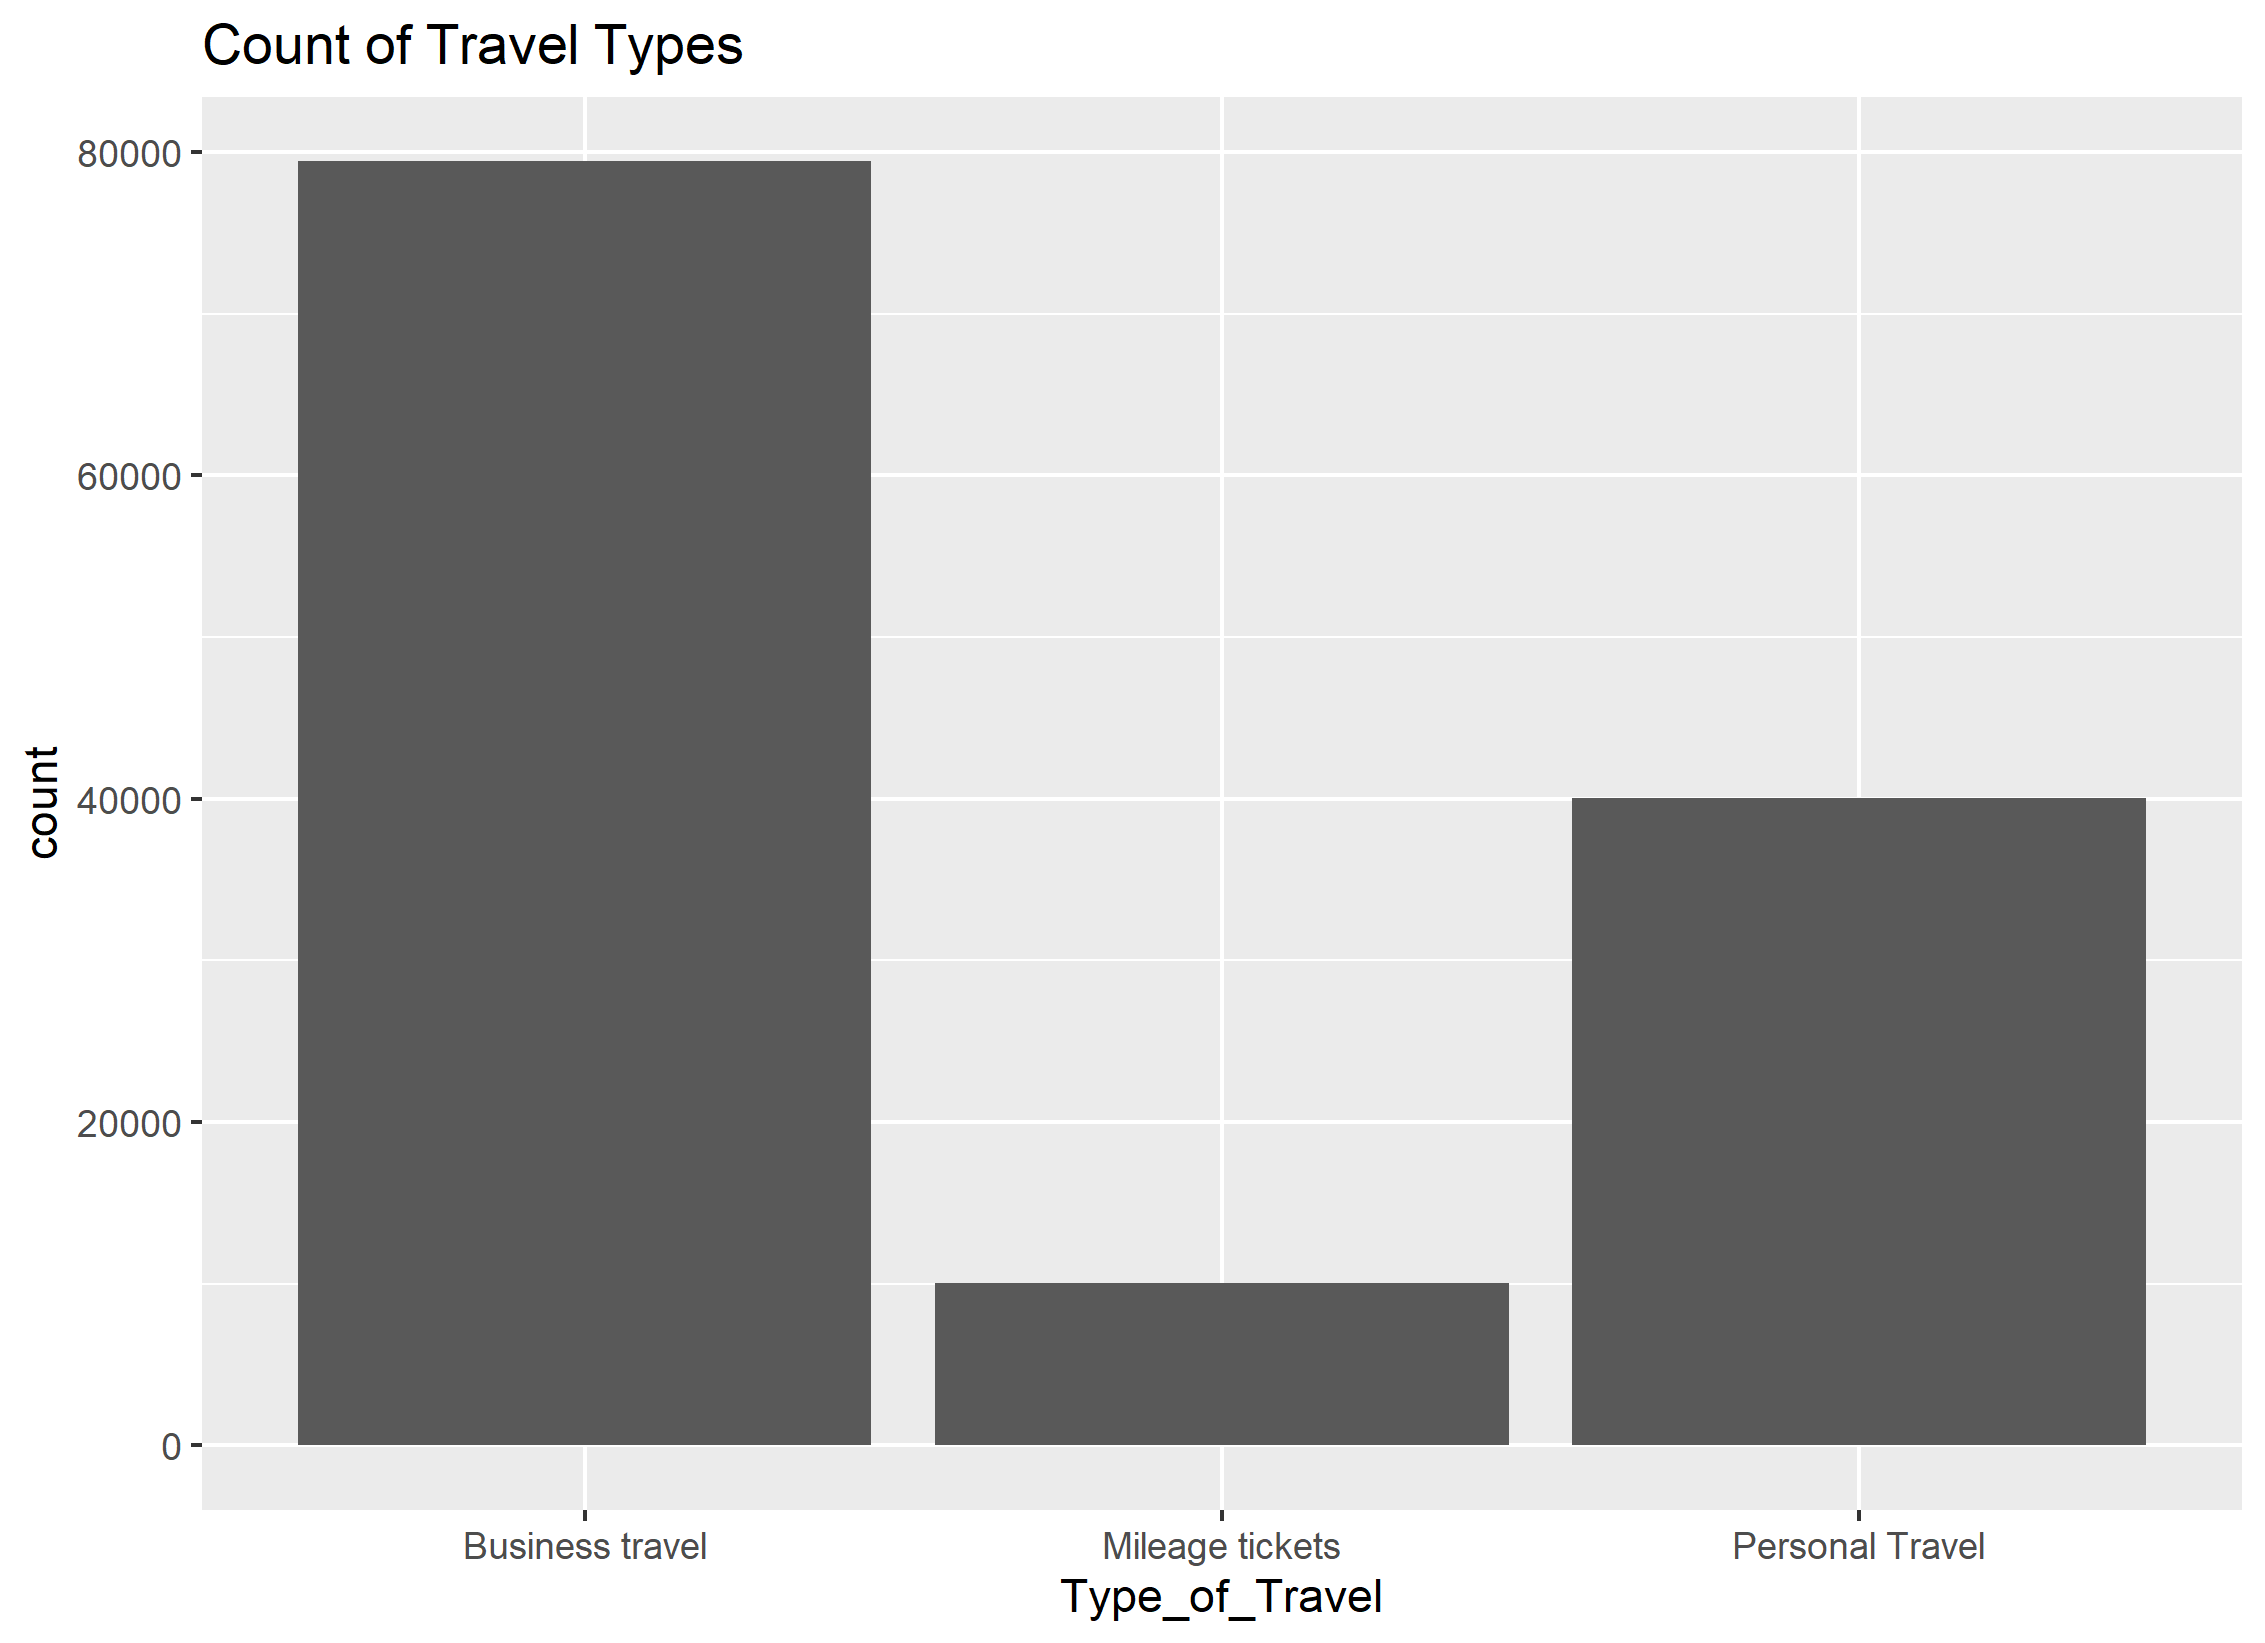 Count of Travel Types
80000
60000
40000
20000
0
count
Business travel
Mileage tickets
Personal Travel
Type_of_Travel